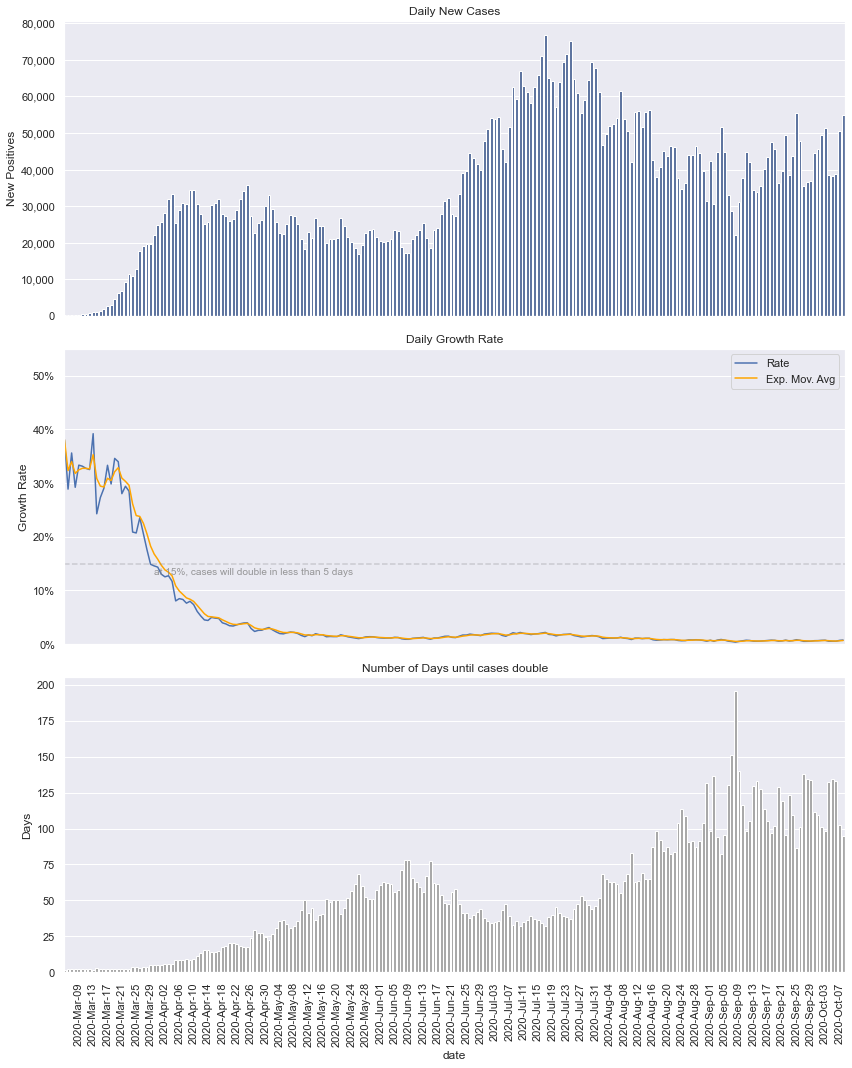 Daily New Cases
80,000
70,000
60,000
50,000
40,000
30,000
20,000
10,000
0
New Positives
Daily Growth Rate
Rate
Exp. Mov. Avg
50%
40%
30%
20%
10%
0%
Growth Rate
at 15%, cases will double in less than 5 days
Number of Days until cases double
200
175
150
125
100
75
50
25
0
Days
2020-Mar-09
2020-Mar-13
2020-Mar-17
2020-Mar-21
2020-Mar-25
2020-Mar-29
2020-Apr-02
2020-Apr-06
2020-Apr-10
2020-Apr-14
2020-Apr-18
2020-Apr-22
2020-Apr-26
2020-Apr-30
2020-May-04
2020-May-08
2020-May-12
2020-May-16
2020-May-20
2020-May-24
2020-May-28
2020-Jun-01
2020-Jun-05
2020-Jun-09
2020-Jun-13
2020-Jun-17
2020-Jun-21
2020-Jun-25
2020-Jun-29
2020-Jul-03
2020-Jul-07
2020-Jul-11
2020-Jul-15
2020-Jul-19
2020-Jul-23
2020-Jul-27
2020-Jul-31
2020-Aug-04
2020-Aug-08
2020-Aug-12
2020-Aug-16
2020-Aug-20
2020-Aug-24
2020-Aug-28
2020-Sep-01
2020-Sep-05
2020-Sep-09
2020-Sep-13
2020-Sep-17
2020-Sep-21
2020-Sep-25
2020-Sep-29
2020-Oct-03
2020-Oct-07
date